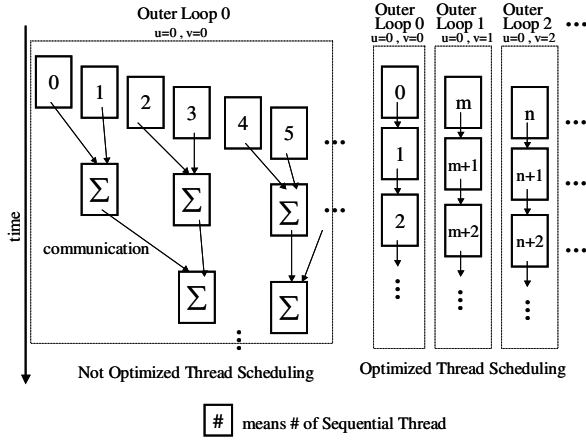 Outer Loop 0
u=0 , v=0
0
1
2
3
4
5
...
Σ
Σ
Σ
...
communication
Σ
Σ
...
time
Not Optimized Thread Scheduling
Outer
Loop 0
u=0 , v=0
Outer
Loop 1
u=0 , v=1
Outer
Loop 2
u=0 , v=2
...
0
1
2
...
m
m+1
m+2
...
n
n+1
n+2
...
...
...
...
Optimized Thread Scheduling
# means # of Sequential Thread